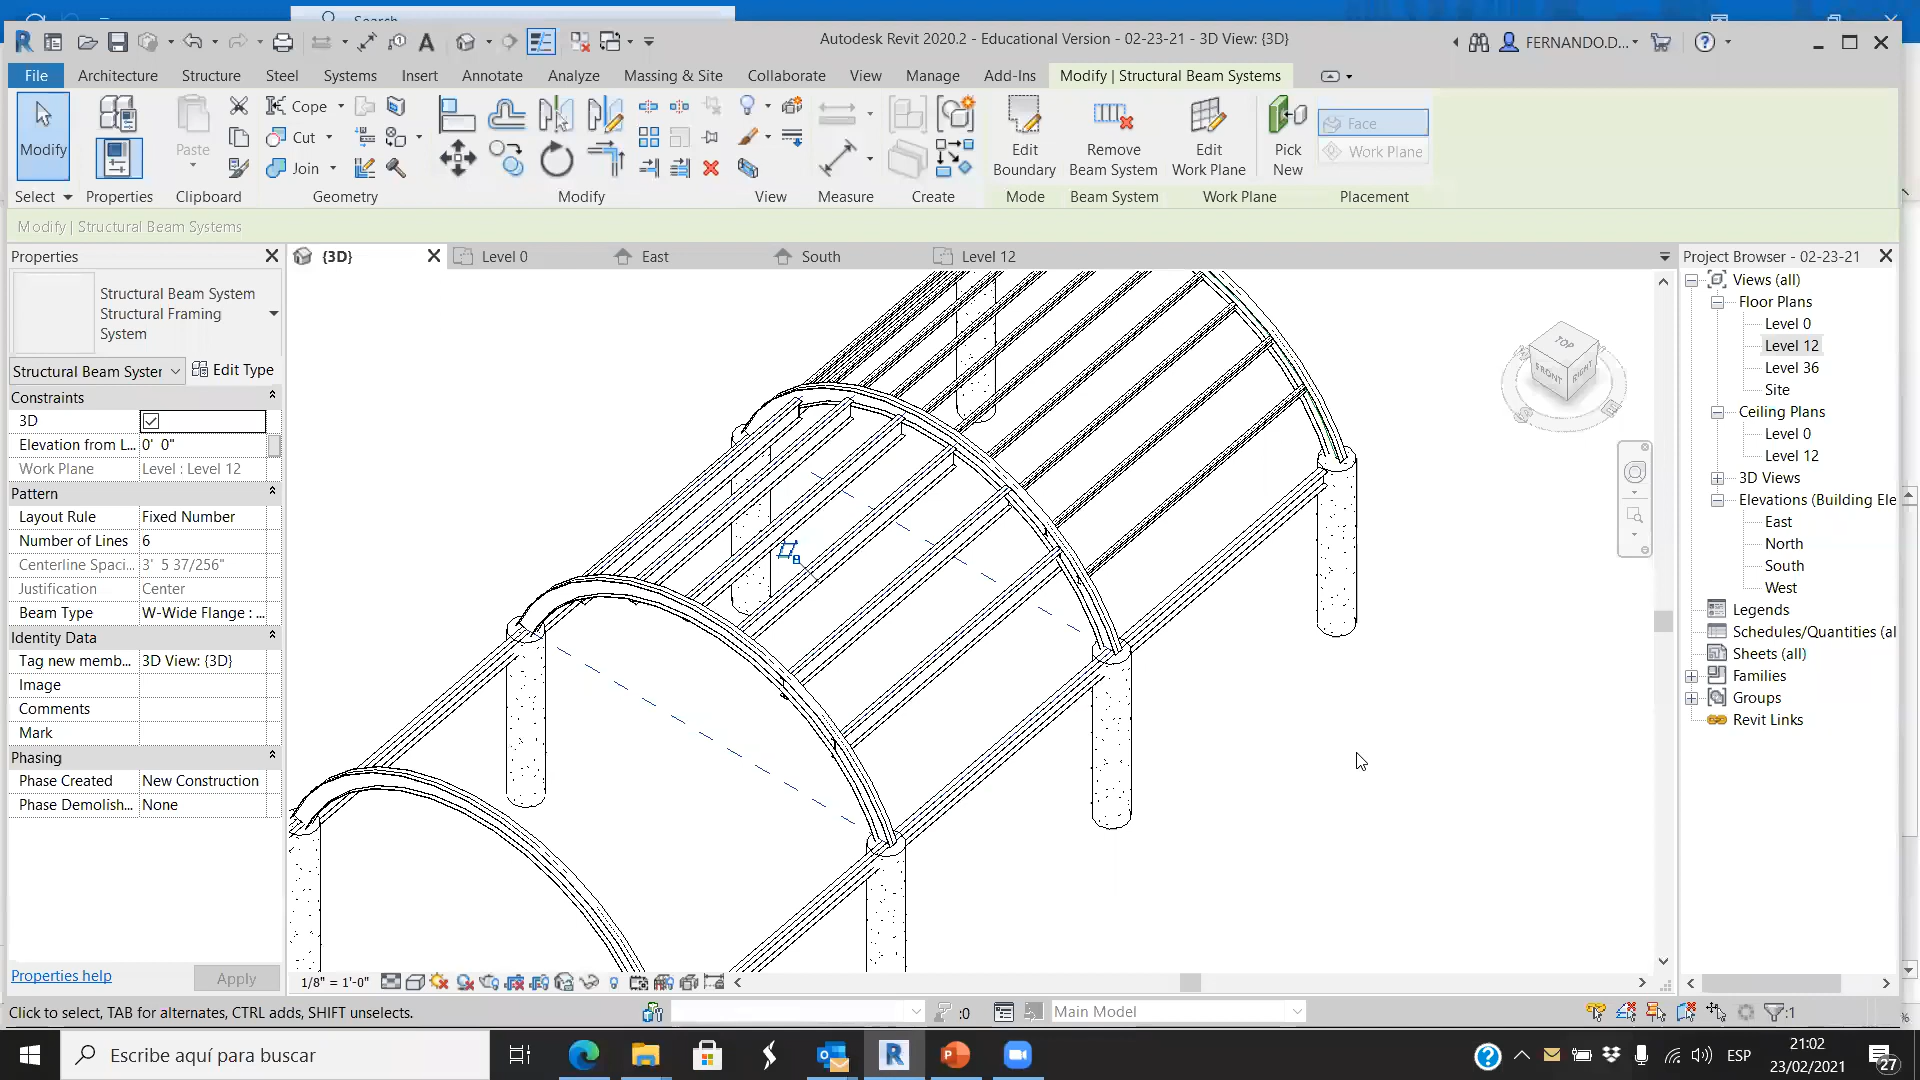 Search
Autodesk Revit 2020.2 - Educational Version - 02-23-21 - 3D View: {3D}
FERNANDO.D...
File Architecture Structure Steel Systems Insert Annotate Analyze Massing & Site Collaborate View Manage Add-Ins Modify | Structural Beam Systems
Modify
Paste
Cope
Cut
Join
Edit Boundary
Remove Beam System
Edit Work Plane
Pick New
Face
Work Plane
Select Properties Clipboard Geometry Modify View Measure Create Mode Beam System Work Plane Placement
Modify | Structural Beam Systems
Properties
{3D} Level 0 East South Level 12
Structural Beam System
Structural Framing
System
Structural Beam Syster Edit Type
Constraints
3D
Elevation from L... 0' 0"
Work Plane Level : Level 12
Pattern
Layout Rule Fixed Number
Number of Lines 6
Centerline Spaci... 3' 5 37/256"
Justification Center
Beam Type W-Wide Flange : ...
Identity Data
Tag new memb... 3D View: {3D}
Image
Comments
Mark
Phasing
Phase Created New Construction
Phase Demolish... None
Properties help Apply
TOP
FRONT
RIGHT
Project Browser - 02-23-21
Views (all)
Floor Plans
Level 0
Level 12
Level 36
Site
Ceiling Plans
Level 0
Level 12
3D Views
Elevations (Building Ele
East
North
South
West
Legends
Schedules/Quantities (al
Sheets (all)
Families
Groups
Revit Links
1/8" = 1'-0"
Click to select, TAB for alternates, CTRL adds, SHIFT unselects.
:0
Main Model
:1
Escribe aquí para buscar
ESP
21:02
23/02/2021
27